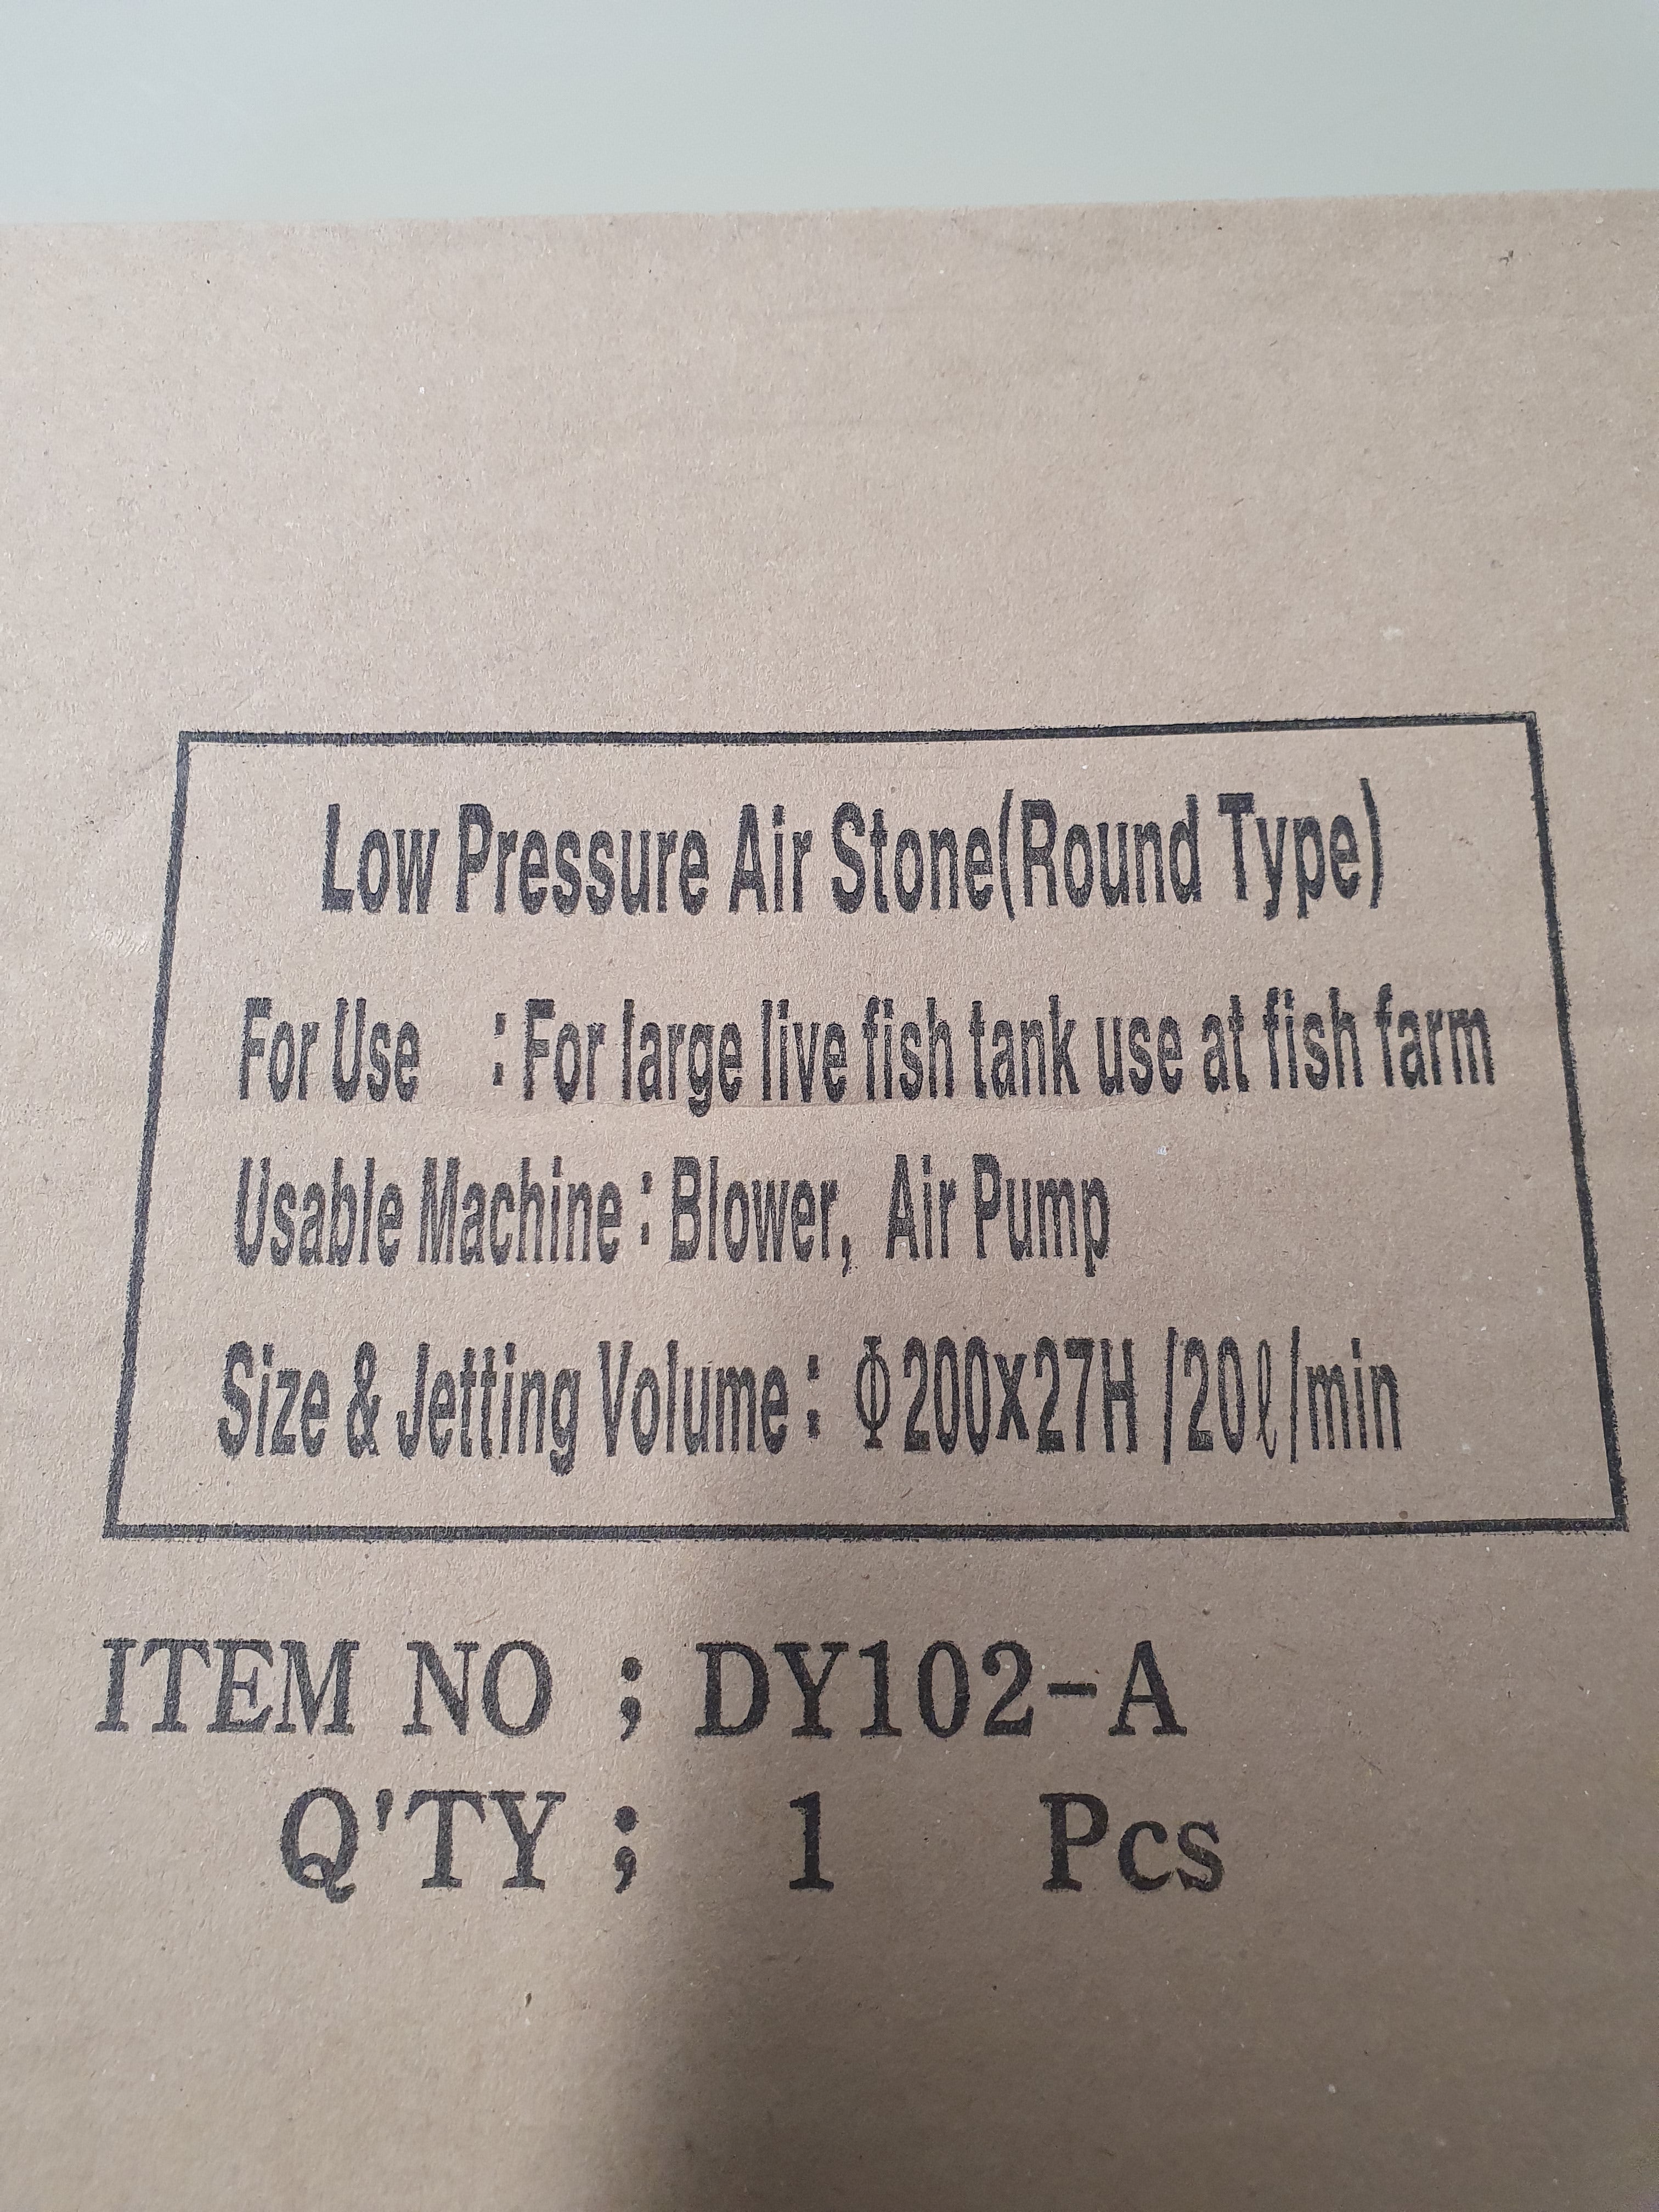 Low Pressure Air Stone(Round Type)
For Use : For large live fish tank use at fish farm
Usable Machine : Blower, Air Pump
Size & Jetting Volume : Φ200x27H /20ℓ/min
ITEM NO ; DY102-A
Q'TY ; 1 Pcs